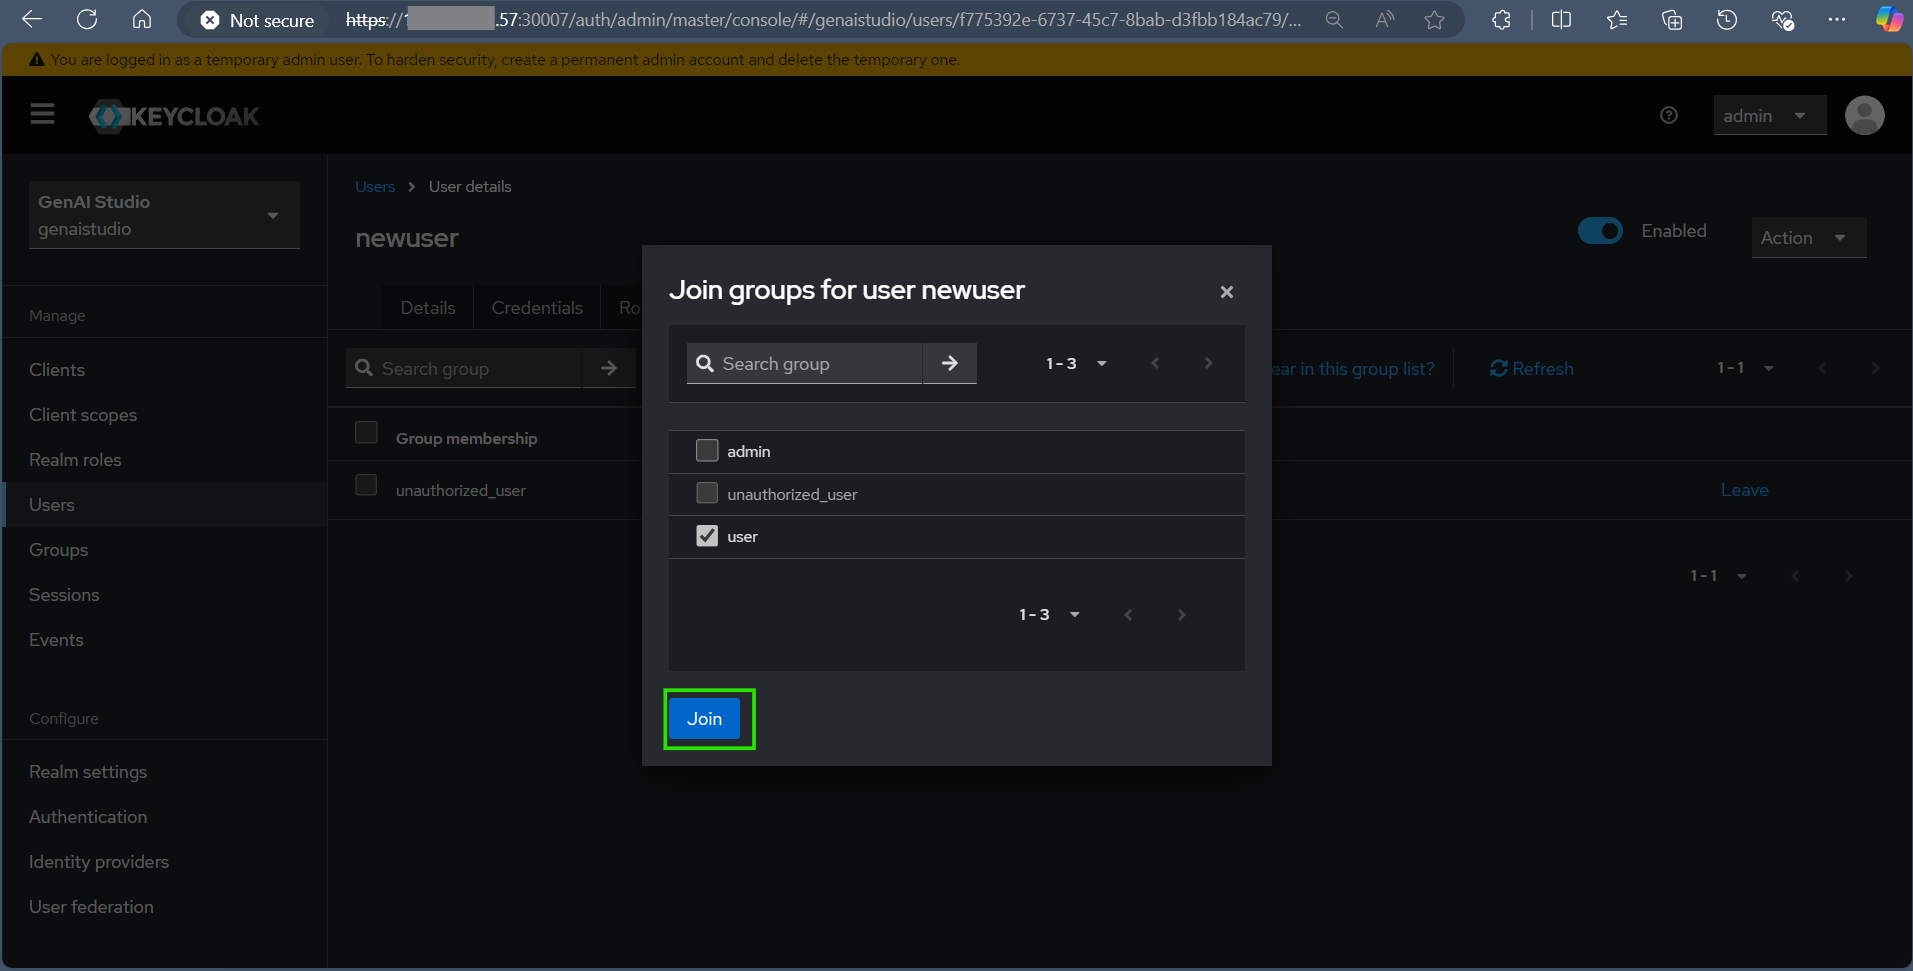 Not secure
https://1
.57:30007/auth/admin/master/console/#/genaistudio/users/f775392e-6737-45c7-8bab-d3fbb184ac79/...
You are logged in as a temporary admin user. To harden security, create a permanent admin account and delete the temporary one.
KEYCLOAK
admin
GenAI Studio
genaistudio
Manage
Clients
Client scopes
Realm roles
Users
Groups
Sessions
Events
Configure
Realm settings
Authentication
Identity providers
User federation
Users > User details
newuser
Enabled
Action
Details
Credentials
Ro
Search group
ear in this group list?
Refresh
1 - 1
Group membership
unauthorized_user
Leave
1 - 1
Join groups for user newuser
Search group
1 - 3
admin
unauthorized_user
user
1 - 3
Join